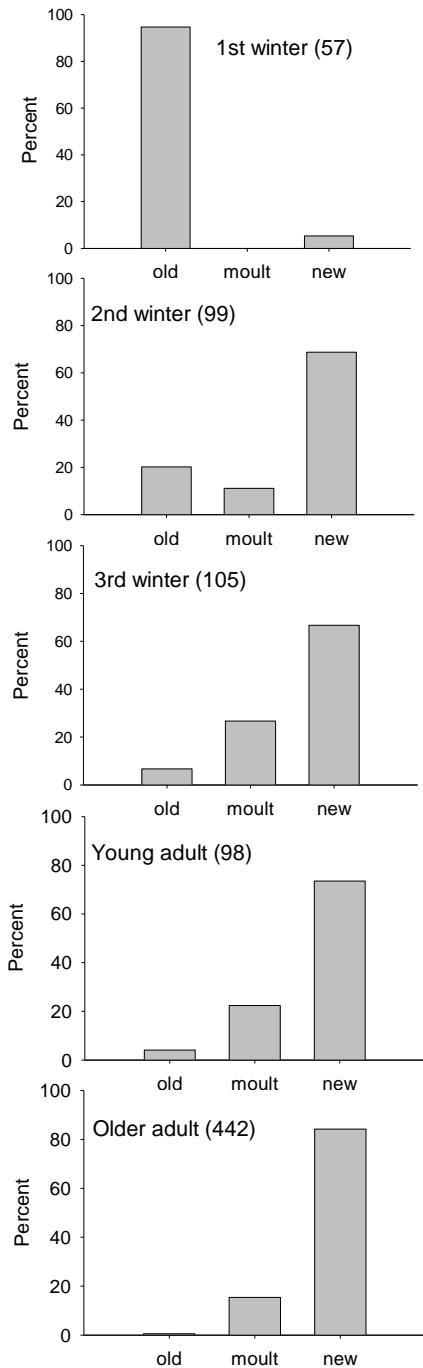 100
1st winter (57)
80
60
40
20
0
Percent
old moult new
100
2nd winter (99)
80
60
40
20
0
Percent
old moult new
100
3rd winter (105)
80
60
40
20
0
Percent
old moult new
100
Young adult (98)
80
60
40
20
0
Percent
old moult new
100
Older adult (442)
80
60
40
20
0
Percent
old moult new